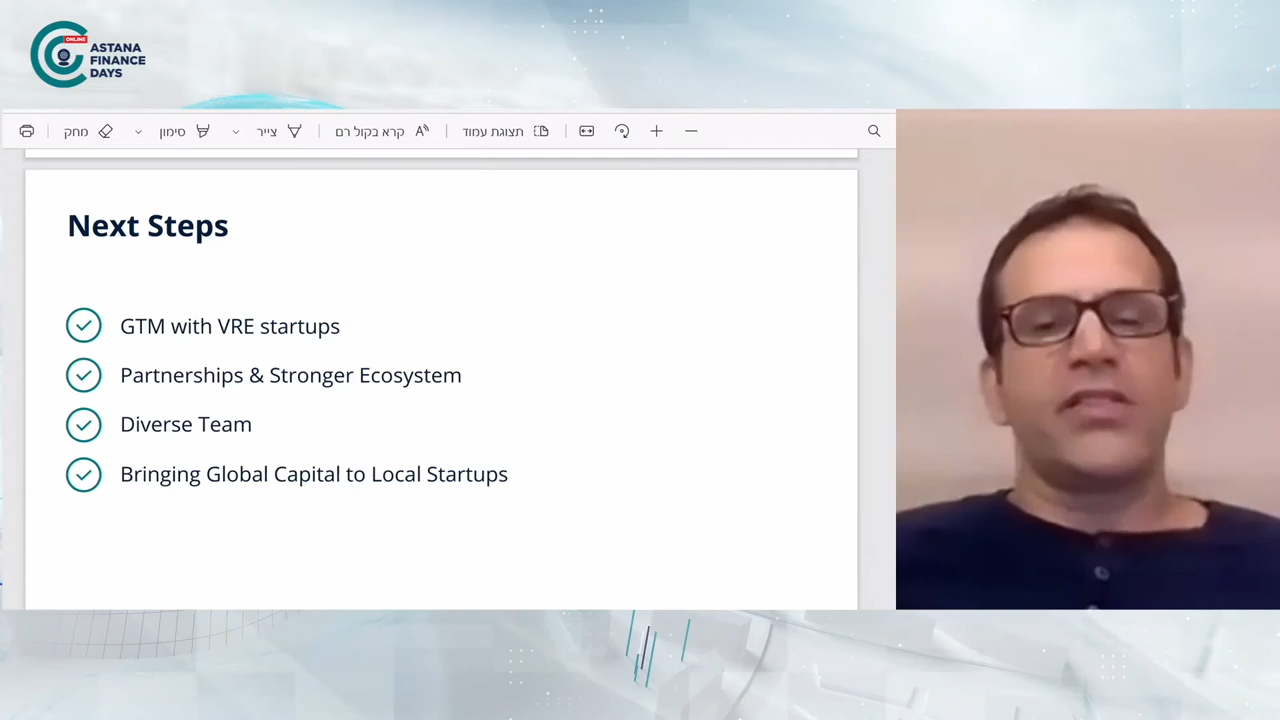 ONLINE
ASTANA
FINANCE
DAYS
מחק
סימון
צייר
קרא בקול רם
תצוגת עמוד
Next Steps
GTM with VRE startups
Partnerships & Stronger Ecosystem
Diverse Team
Bringing Global Capital to Local Startups